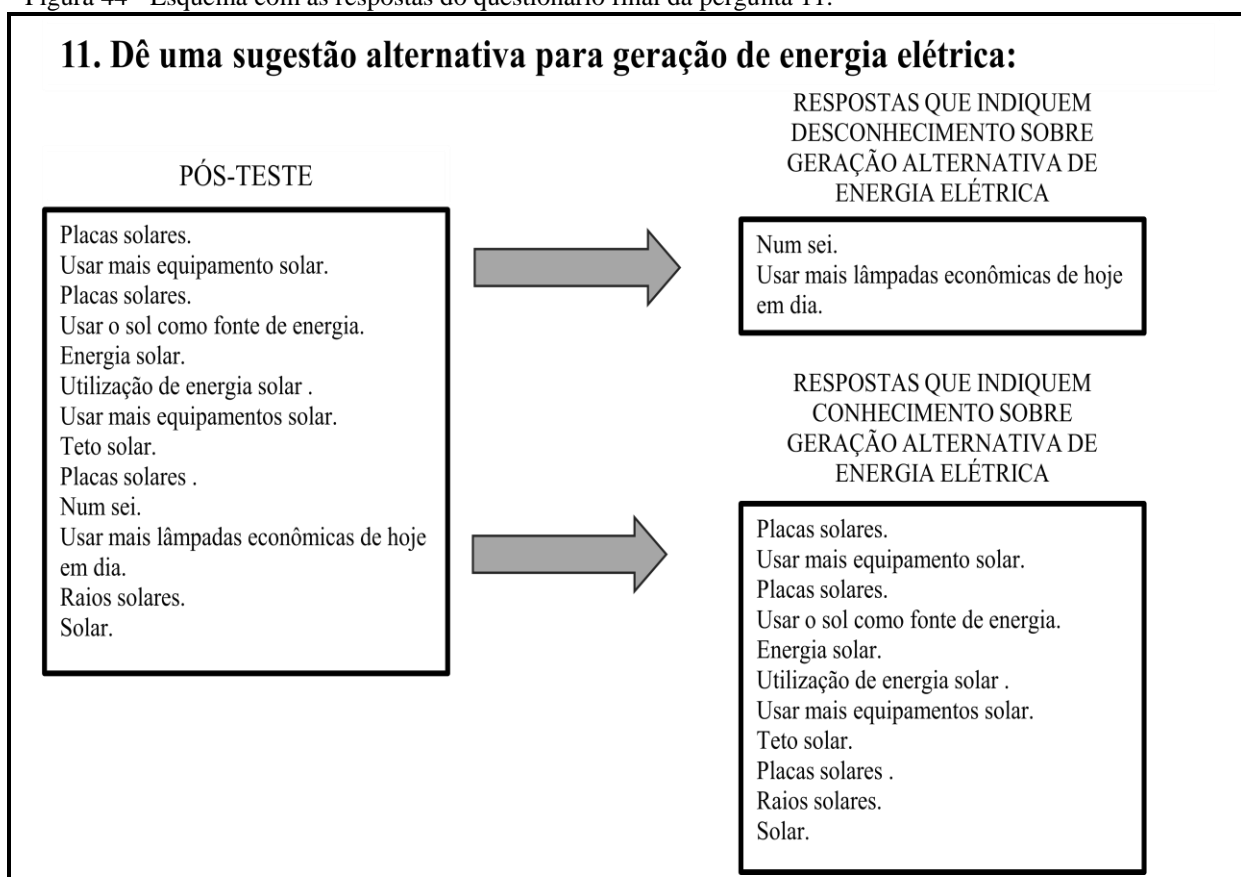 Figura 44 - Esquema com as respostas do questionário final da pergunta 11.
11. Dê uma sugestão alternativa para geração de energia elétrica:
PÓS-TESTE
Placas solares.
Usar mais equipamento solar.
Placas solares.
Usar o sol como fonte de energia.
Energia solar.
Utilização de energia solar .
Usar mais equipamentos solar.
Teto solar.
Placas solares .
Num sei.
Usar mais lâmpadas econômicas de hoje
em dia.
Raios solares.
Solar.
RESPOSTAS QUE INDIQUEM
DESCONHECIMENTO SOBRE
GERAÇÃO ALTERNATIVA DE
ENERGIA ELÉTRICA
Num sei.
Usar mais lâmpadas econômicas de hoje
em dia.
RESPOSTAS QUE INDIQUEM
CONHECIMENTO SOBRE
GERAÇÃO ALTERNATIVA DE
ENERGIA ELÉTRICA
Placas solares.
Usar mais equipamento solar.
Placas solares.
Usar o sol como fonte de energia.
Energia solar.
Utilização de energia solar .
Usar mais equipamentos solar.
Teto solar.
Placas solares .
Raios solares.
Solar.